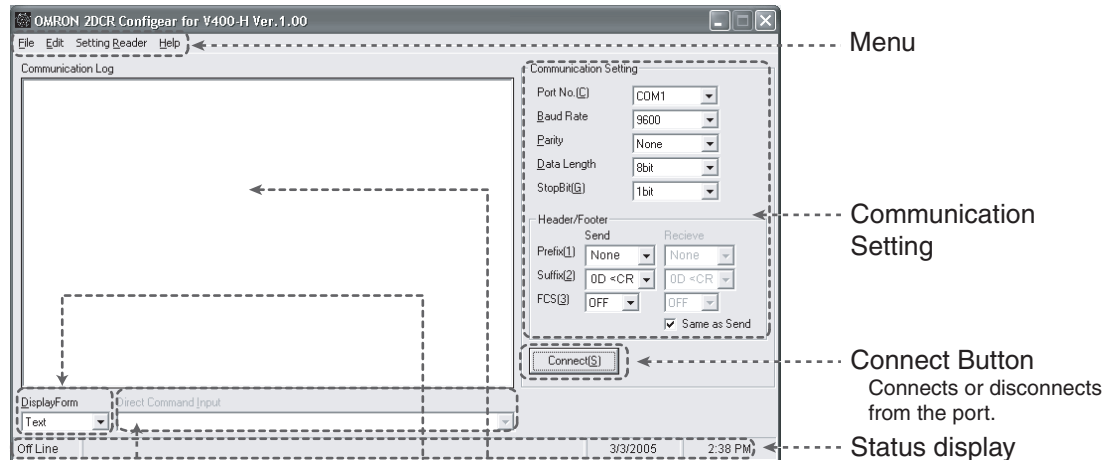 OMRON 2DCR Configear for V400-H Ver.1.00
File Edit Setting Reader Help
Menu
Communication Log
Communication Setting
Port No.(C) COM1
Baud Rate 9600
Parity None
Data Length 8bit
StopBit(G) 1bit
Header/Footer
Send Recieve
Prefix(1) None None
Suffix(2) 0D <CR 0D <CR
FCS(3) OFF OFF
Same as Send
Communication
Setting
Connect(S)
Connect Button
Connects or disconnects
from the port.
DisplayForm Direct Command Input
Text
Off Line 3/3/2005 2:38 PM
Status display